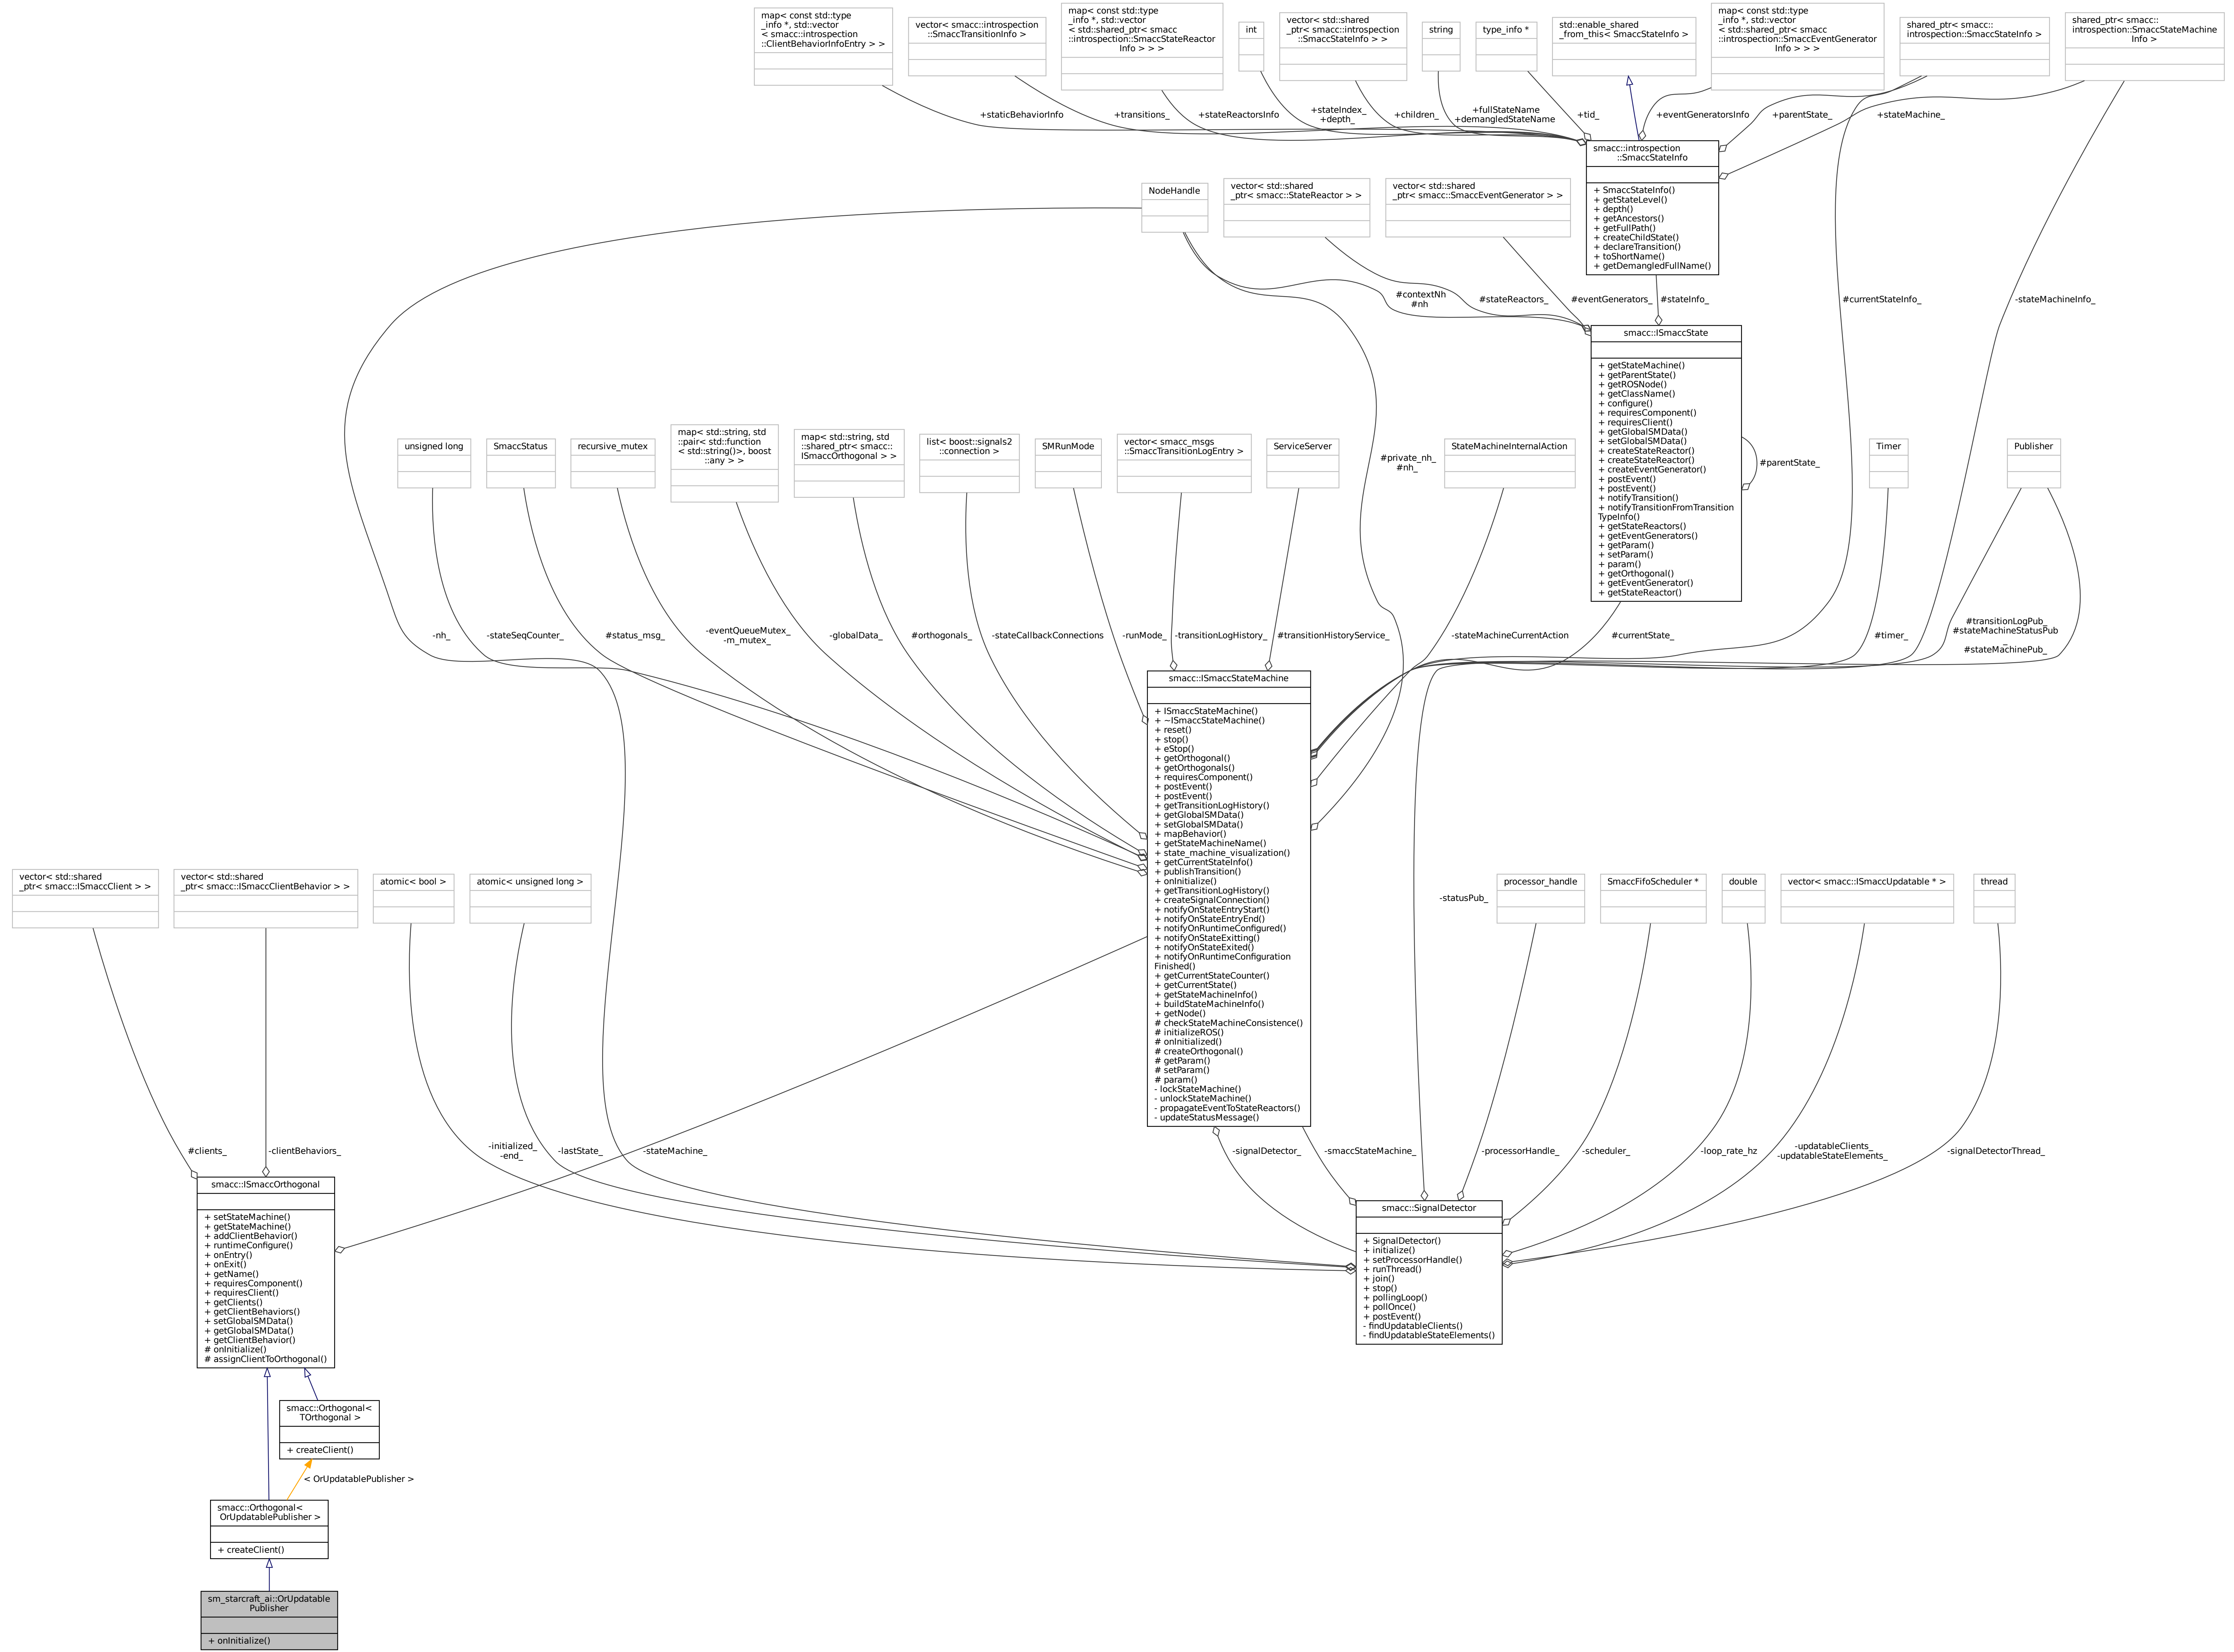 map< const std::type
_info *, std::vector
< smacc::introspection
::ClientBehaviorInfoEntry > >
vector< smacc::introspection
::SmaccTransitionInfo >
map< const std::type
_info *, std::vector
< std::shared_ptr< smacc
::introspection::SmaccStateReactor
Info > > >
int
vector< std::shared
_ptr< smacc::introspection
::SmaccStateInfo > >
string
type_info *
std::enable_shared
_from_this< SmaccStateInfo >
map< const std::type
_info *, std::vector
< std::shared_ptr< smacc
::introspection::SmaccEventGenerator
Info > > >
shared_ptr< smacc::
introspection::SmaccStateInfo >
shared_ptr< smacc::
introspection::SmaccStateMachine
Info >
+staticBehaviorInfo
+transitions_
+stateReactorsInfo
+stateIndex_
+depth_
+children_
+fullStateName
+demangledStateName
+tid_
+eventGeneratorsInfo
+parentState_
+stateMachine_
smacc::introspection
::SmaccStateInfo
+ SmaccStateInfo()
+ getStateLevel()
+ depth()
+ getAncestors()
+ getFullPath()
+ createChildState()
+ declareTransition()
+ toShortName()
+ getDemangledFullName()
NodeHandle
vector< std::shared
_ptr< smacc::StateReactor > >
vector< std::shared
_ptr< smacc::SmaccEventGenerator > >
#contextNh
#nh
#stateReactors_
#eventGenerators_
#stateInfo_
#currentStateInfo_
-stateMachineInfo_
smacc::ISmaccState
+ getStateMachine()
+ getParentState()
+ getROSNode()
+ getClassName()
+ configure()
+ requiresComponent()
+ requiresClient()
+ getGlobalSMData()
+ setGlobalSMData()
+ createStateReactor()
+ createStateReactor()
+ createEventGenerator()
+ postEvent()
+ postEvent()
+ notifyTransition()
+ notifyTransitionFromTransition
TypeInfo()
+ getStateReactors()
+ getEventGenerators()
+ getParam()
+ setParam()
+ param()
+ getOrthogonal()
+ getEventGenerator()
+ getStateReactor()
#parentState_
unsigned long
SmaccStatus
recursive_mutex
map< std::string, std
::pair< std::function
< std::string()>, boost
::any > >
map< std::string, std
::shared_ptr< smacc::
ISmaccOrthogonal > >
list< boost::signals2
::connection >
SMRunMode
vector< smacc_msgs
::SmaccTransitionLogEntry >
ServiceServer
#private_nh_
#nh_
StateMachineInternalAction
Timer
Publisher
-nh_
-stateSeqCounter_
#status_msg_
-eventQueueMutex_
-m_mutex_
-globalData_
#orthogonals_
-stateCallbackConnections
-runMode_
-transitionLogHistory_
#transitionHistoryService_
-stateMachineCurrentAction
#currentState_
#timer_
#transitionLogPub_
#stateMachineStatusPub
_
#stateMachinePub_
smacc::ISmaccStateMachine
+ ISmaccStateMachine()
+ ~ISmaccStateMachine()
+ reset()
+ stop()
+ eStop()
+ getOrthogonal()
+ getOrthogonals()
+ requiresComponent()
+ postEvent()
+ postEvent()
+ getTransitionLogHistory()
+ getGlobalSMData()
+ setGlobalSMData()
+ mapBehavior()
+ getStateMachineName()
+ state_machine_visualization()
+ getCurrentStateInfo()
+ publishTransition()
+ onInitialize()
+ getTransitionLogHistory()
+ createSignalConnection()
+ notifyOnStateEntryStart()
+ notifyOnStateEntryEnd()
+ notifyOnRuntimeConfigured()
+ notifyOnStateExitting()
+ notifyOnStateExited()
+ notifyOnRuntimeConfiguration
Finished()
+ getCurrentStateCounter()
+ getCurrentState()
+ getStateMachineInfo()
+ buildStateMachineInfo()
+ getNode()
# checkStateMachineConsistence()
# initializeROS()
# onInitialized()
# createOrthogonal()
# getParam()
# setParam()
# param()
- lockStateMachine()
- unlockStateMachine()
- propagateEventToStateReactors()
- updateStatusMessage()
vector< std::shared
_ptr< smacc::ISmaccClient > >
vector< std::shared
_ptr< smacc::ISmaccClientBehavior > >
atomic< bool >
atomic< unsigned long >
-statusPub_
processor_handle
SmaccFifoScheduler *
double
vector< smacc::ISmaccUpdatable * >
thread
#clients_
-clientBehaviors_
-initialized_
-end_
-lastState_
-stateMachine_
-signalDetector_
-smaccStateMachine_
-processorHandle_
-scheduler_
-loop_rate_hz
-updatableClients_
-updatableStateElements_
-signalDetectorThread_
smacc::ISmaccOrthogonal
+ setStateMachine()
+ getStateMachine()
+ addClientBehavior()
+ runtimeConfigure()
+ onEntry()
+ onExit()
+ getName()
+ requiresComponent()
+ requiresClient()
+ getClients()
+ getClientBehaviors()
+ setGlobalSMData()
+ getGlobalSMData()
+ getClientBehavior()
# onInitialize()
# assignClientToOrthogonal()
smacc::SignalDetector
+ SignalDetector()
+ initialize()
+ setProcessorHandle()
+ runThread()
+ join()
+ stop()
+ pollingLoop()
+ pollOnce()
+ postEvent()
- findUpdatableClients()
- findUpdatableStateElements()
smacc::Orthogonal<
TOrthogonal >
+ createClient()
< OrUpdatablePublisher >
smacc::Orthogonal<
OrUpdatablePublisher >
+ createClient()
sm_starcraft_ai::OrUpdatable
Publisher
+ onInitialize()